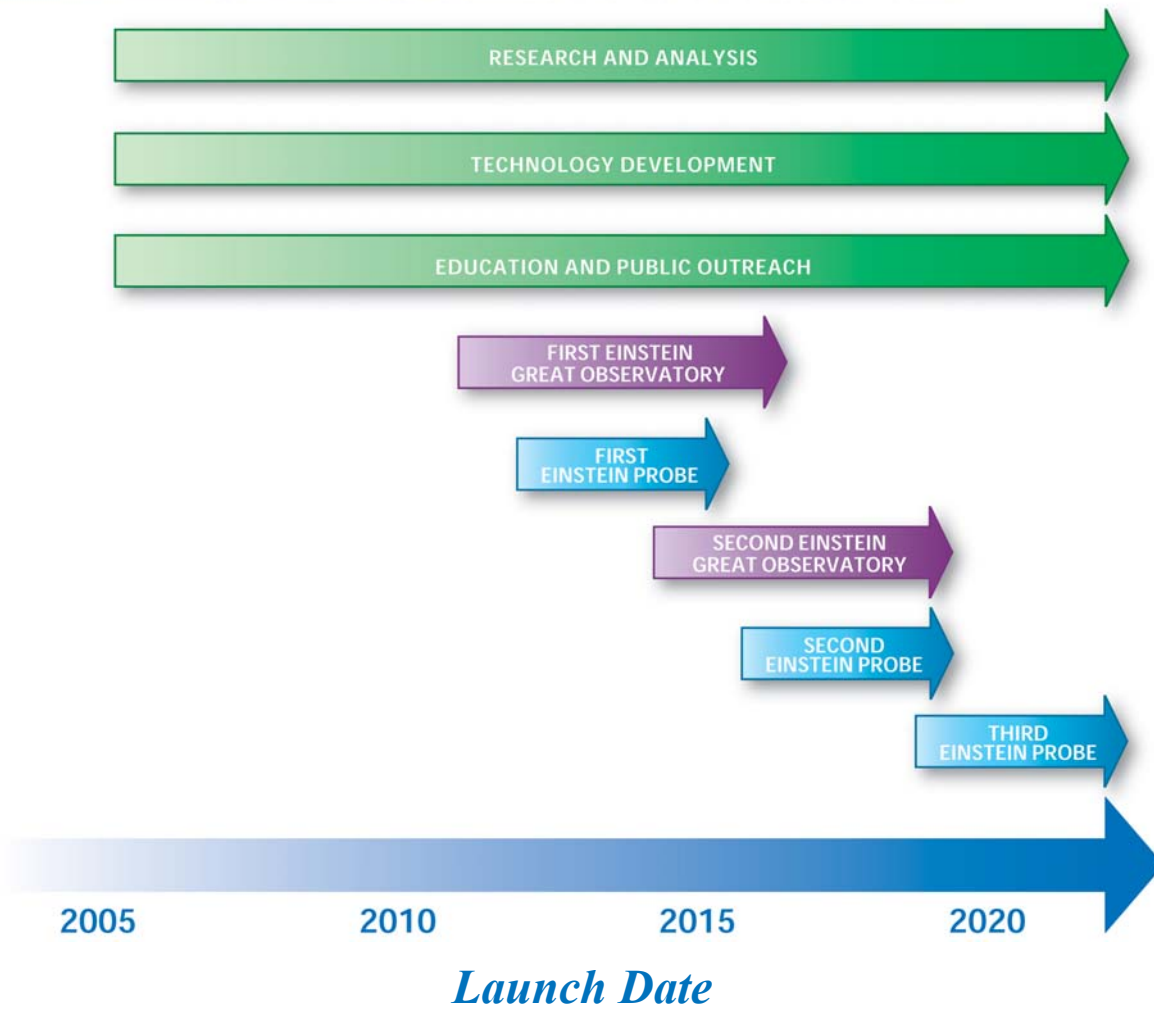 RESEARCH AND ANALYSIS
TECHNOLOGY DEVELOPMENT
EDUCATION AND PUBLIC OUTREACH
FIRST EINSTEIN
GREAT OBSERVATORY
FIRST
EINSTEIN PROBE
SECOND EINSTEIN
GREAT OBSERVATORY
SECOND
EINSTEIN PROBE
THIRD
EINSTEIN PROBE
2005 2010 2015 2020
Launch Date